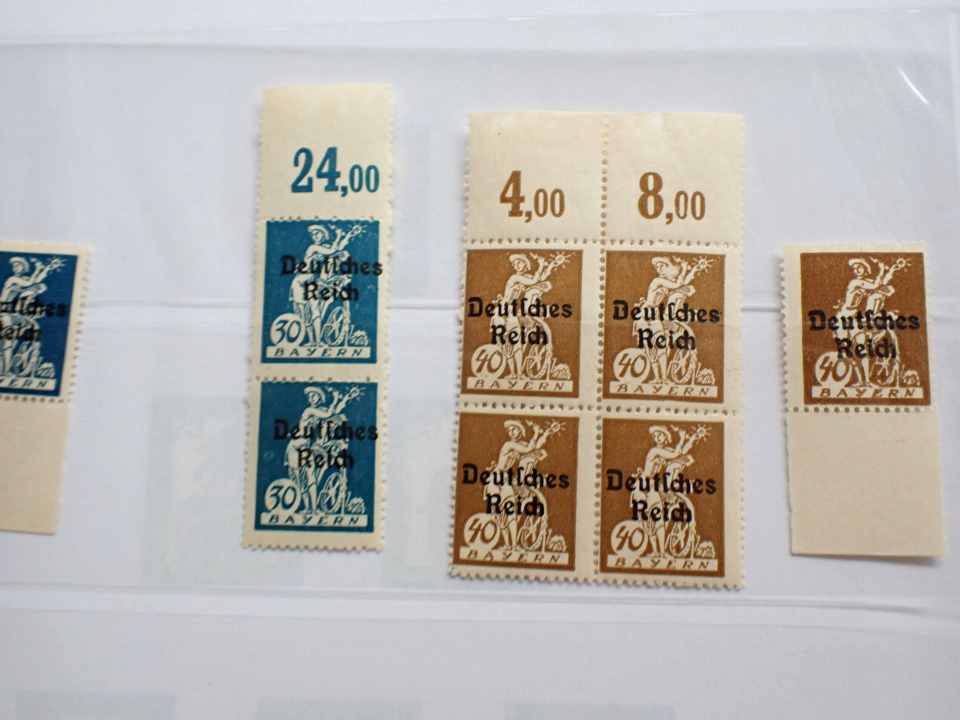 24,00
Deutſches
Reich
30
BAYERN
Deutſches
Reich
30
BAYERN
4,00
8,00
Deutſches
Reich
40
BAYERN
Deutſches
Reich
40
BAYERN
Deutſches
Reich
40
BAYERN
Deutſches
Reich
40
BAYERN
Deutſches
Reich
40
BAYERN